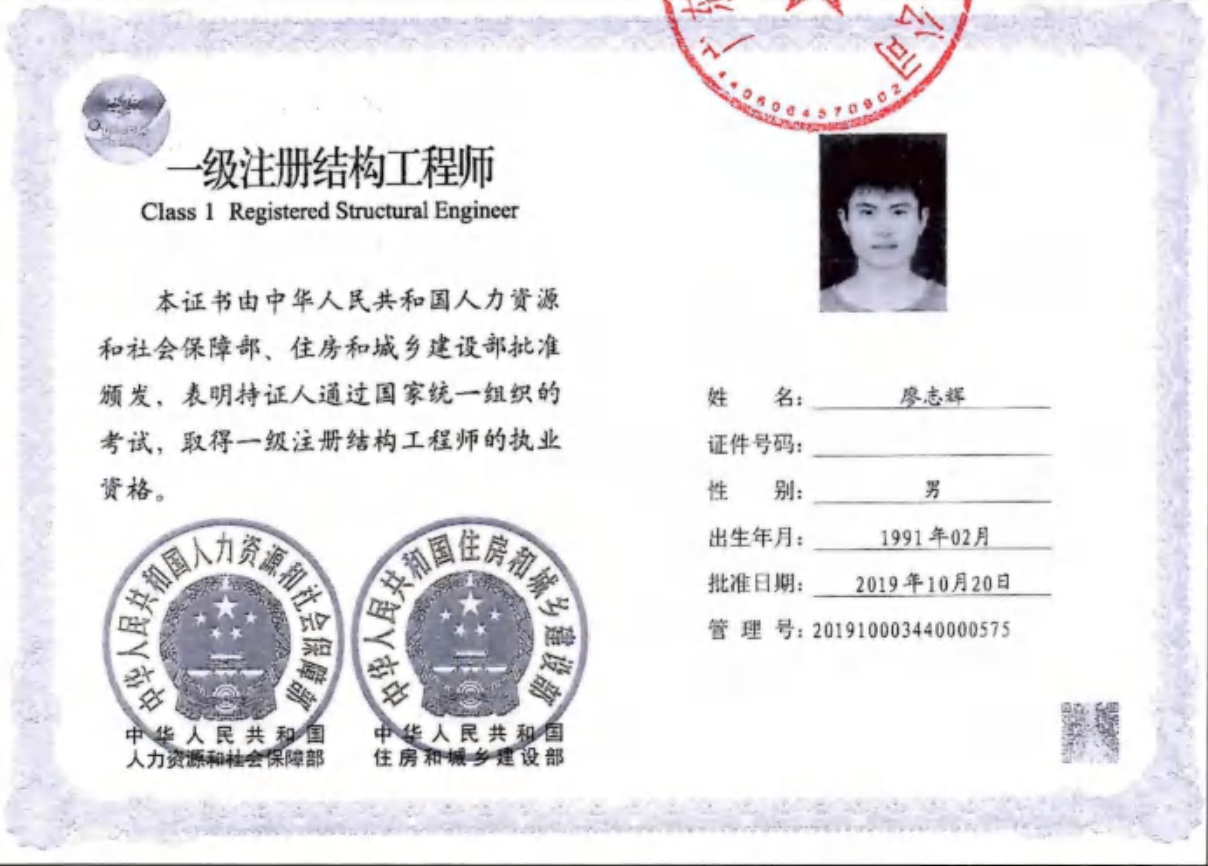 一级注册结构工程师
Class 1 Registered Structural Engineer
本证书由中华人民共和国人力资源
和社会保障部、住房和城乡建设部批准
颁发，表明持证人通过国家统一组织的
考试，取得一级注册结构工程师的执业
资格。
中华人民共和国人力资源和社会保障部
中华人民共和国住房和城乡建设部
中华人民共和国
人力资源和社会保障部
中华人民共和国
住房和城乡建设部
公司
4406064570902
姓 名：廖志辉
证件号码：
性 别：男
出生年月：1991年02月
批准日期：2019年10月20日
管 理 号：201910003440000575